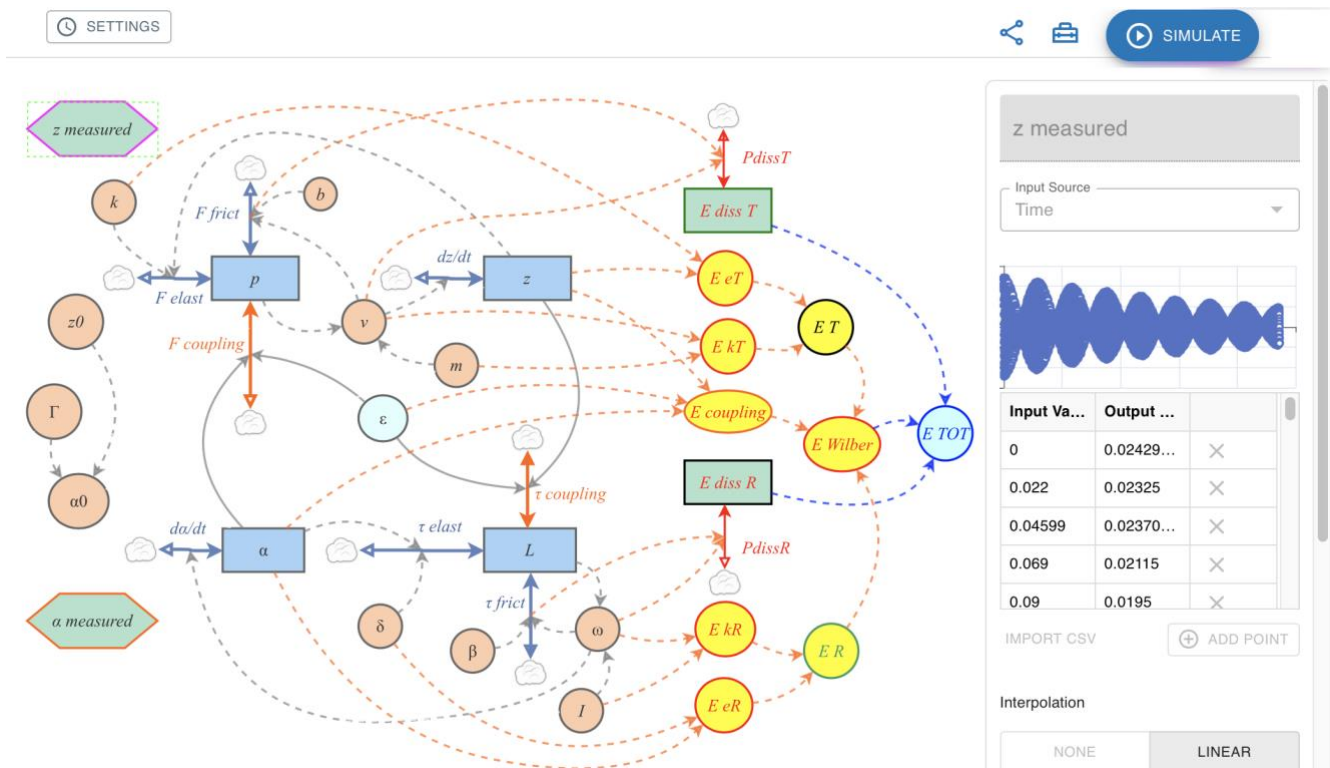 SETTINGS
SIMULATE
z measured
k
F frict
b
PdissT
E diss T
F elast
p
dz/dt
z
E eT
z0
v
E T
F coupling
E kT
m
Γ
ε
E coupling
E Wilber
E TOT
α0
τ coupling
E diss R
dα/dt
α
τ elast
L
PdissR
α measured
τ frict
δ
β
ω
E kR
E R
I
E eR
z measured
Input Source
Time
Input Va... Output ...
0 0.02429...
0.022 0.02325
0.04599 0.02370...
0.069 0.02115
0.09 0.0195
IMPORT CSV ADD POINT
Interpolation
NONE LINEAR